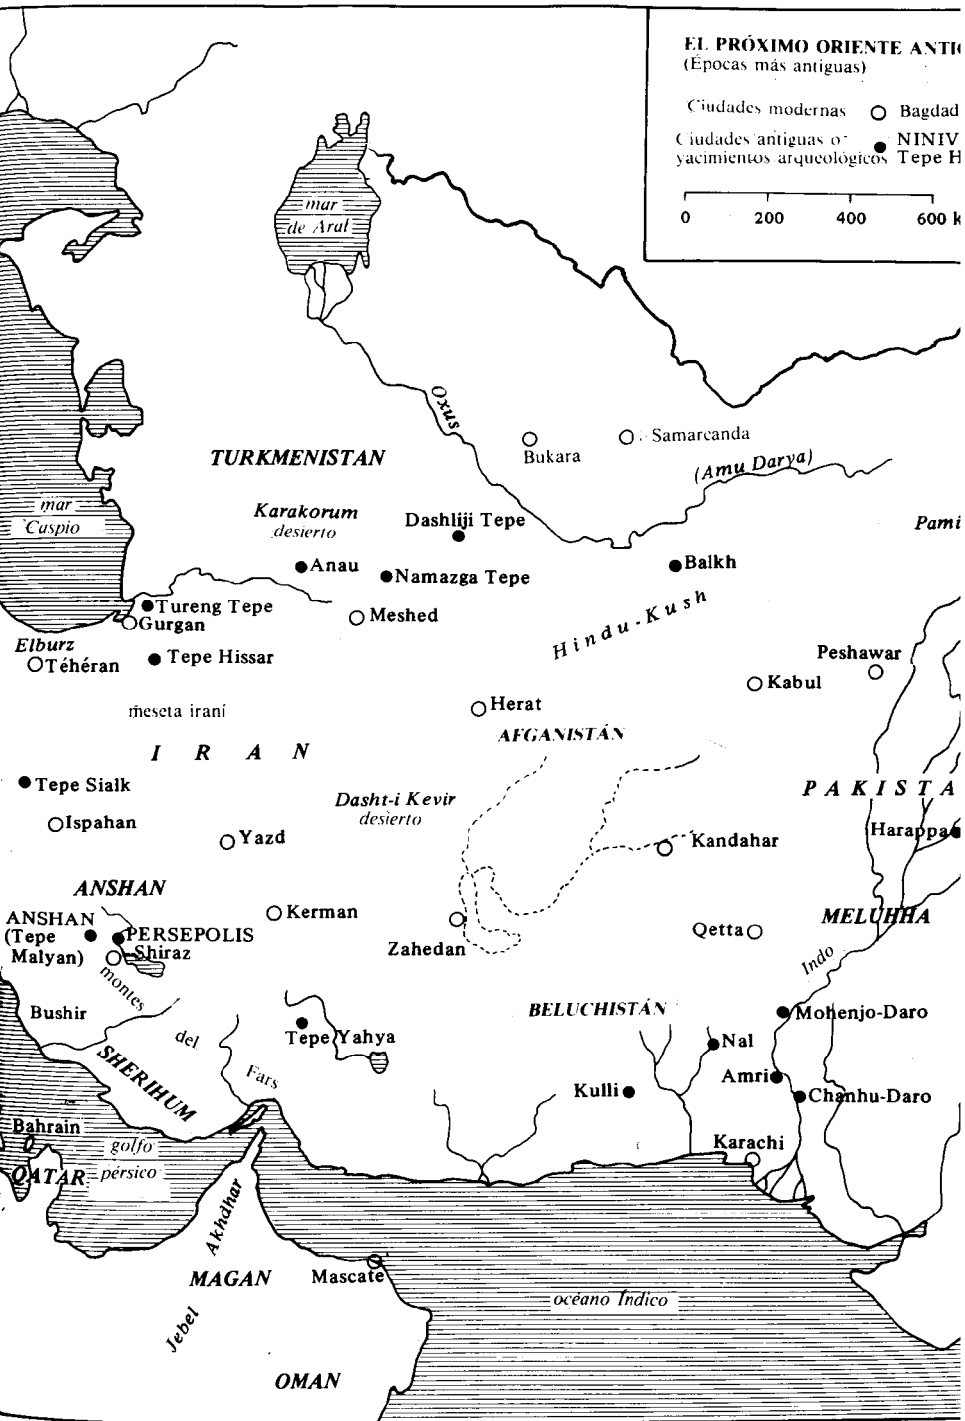 EL PRÓXIMO ORIENTE
(Épocas más antiguas)
Ciudades modernas
Bagdad
Ciudades antiguas o
yacimientos arqueológicos
NINIV
Tepe H
0 200 400 600 k
mar
de Aral
Oxus
Bukara
Samarcanda
(Amu Darya)
TURKMENISTAN
mar
Caspio
Karakorum
desierto
Dashliji Tepe
Pami
Anau
Namazga Tepe
Balkh
Tureng Tepe
Gurgan
Meshed
Hindu-Kush
Elburz
Téhéran
Tepe Hissar
Peshawar
Kabul
meseta iraní
Herat
AFGANISTÁN
I R A N
Tepe Sialk
Dasht-i Kevir
desierto
P A K I S T A
Ispahan
Yazd
Kandahar
Harappa
ANSHAN
ANSHAN
(Tepe
Malyan)
PERSEPOLIS
Shiraz
Kerman
Zahedan
Qetta
MELUHHA
Indo
montes
del
Fars
Bushir
Tepe Yahya
BELUCHISTÁN
Mohenjo-Daro
Nal
SHERIHUM
Kulli
Amri
Chanhu-Daro
Bahrain
golfo
pérsico
QATAR
Karachi
Jebel
Akhdhar
MAGAN
Mascate
océano Índico
OMAN